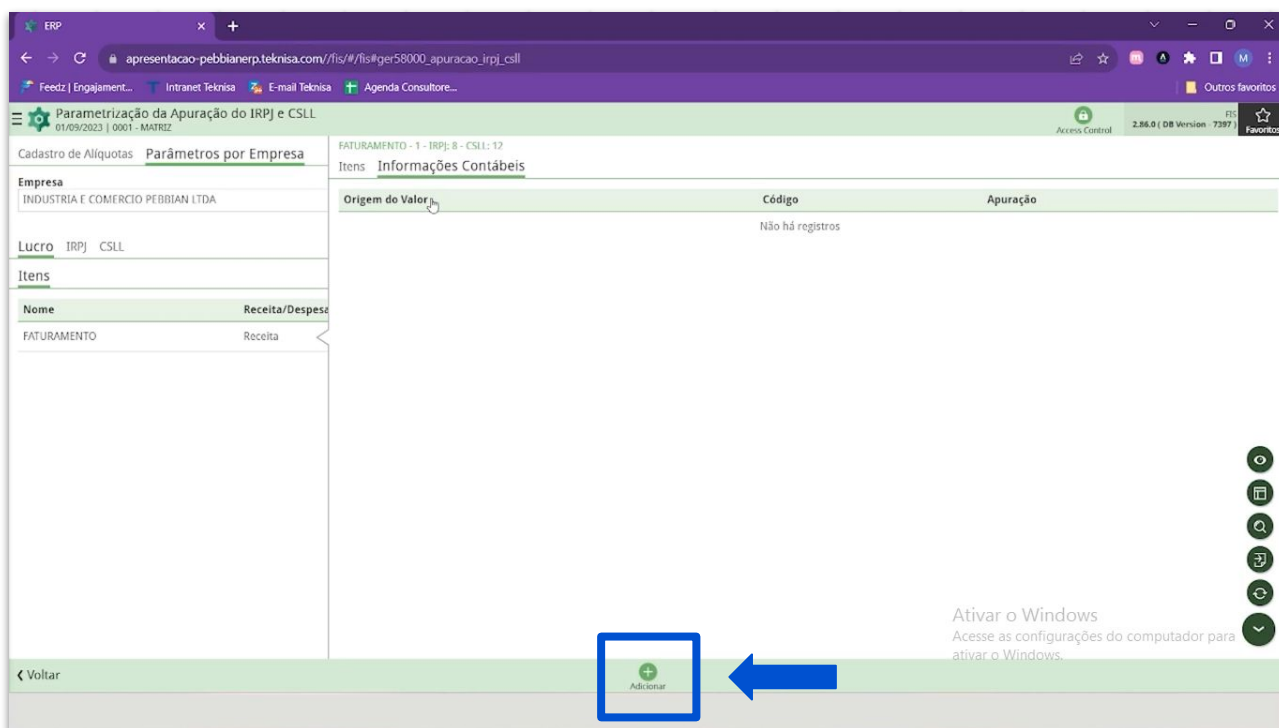 ERP
apresentacao-pebbianerp.teknisa.com//fis/#/fis#ger58000_apuracao_irpj_csll
M
Feedz | Engajament... Intranet Teknisa E-mail Teknisa Agenda Consultore... Outros favoritos
Parametrização da Apuração do IRPJ e CSLL
01/09/2023 | 0001 - MATRIZ
Access Control
FIS
2.86.0 ( DB Version - 7397 )
Favoritos
Cadastro de Alíquotas Parâmetros por Empresa
Empresa
INDUSTRIA E COMERCIO PEBBIAN LTDA
Lucro IRPJ CSLL
Itens
Nome Receita/Despesa
FATURAMENTO Receita
FATURAMENTO - 1 - IRPJ: 8 - CSLL: 12
Itens Informações Contábeis
Origem do Valor Código Apuração
Não há registros
Ativar o Windows
Acesse as configurações do computador para
ativar o Windows.
Voltar
Adicionar